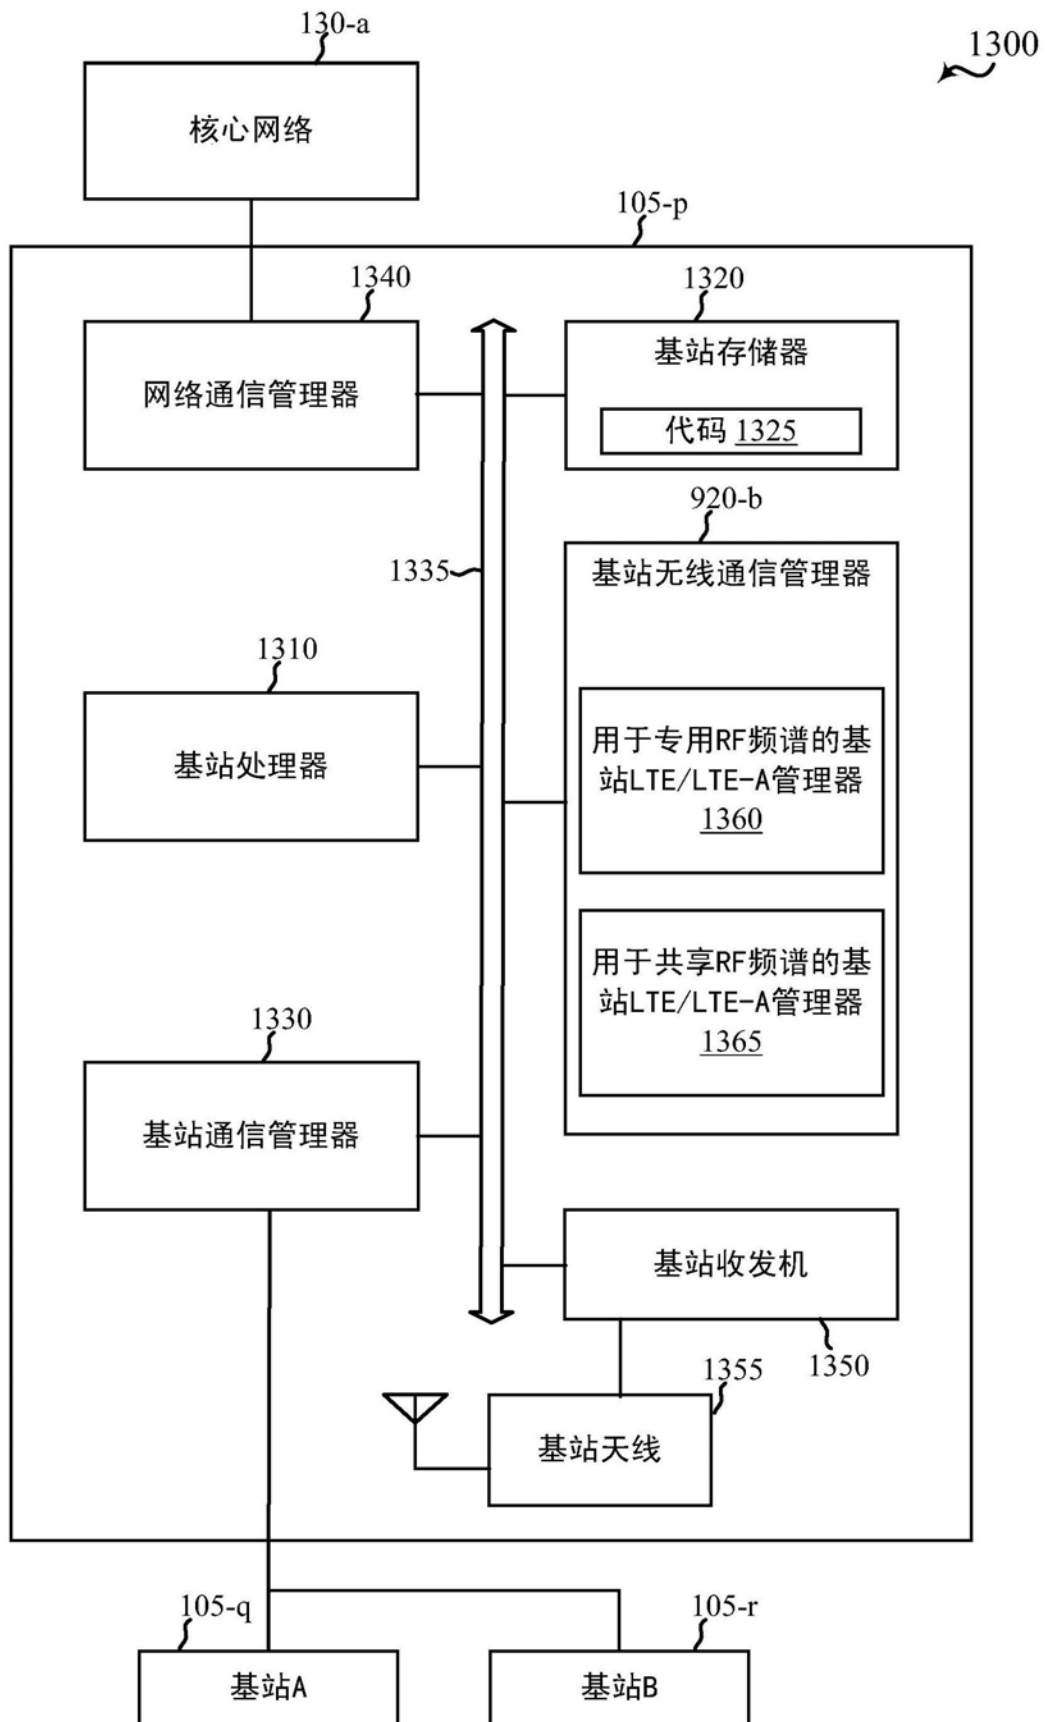 130-a
1300
核心网络
105-p
1340
1320
网络通信管理器
基站存储器
代码 1325
920-b
1335
基站无线通信管理器
1310
基站处理器
用于专用RF频谱的基
站LTE/LTE-A管理器
1360
用于共享RF频谱的基
站LTE/LTE-A管理器
1365
1330
基站通信管理器
基站收发机
1350
1355
基站天线
105-q
105-r
基站A
基站B